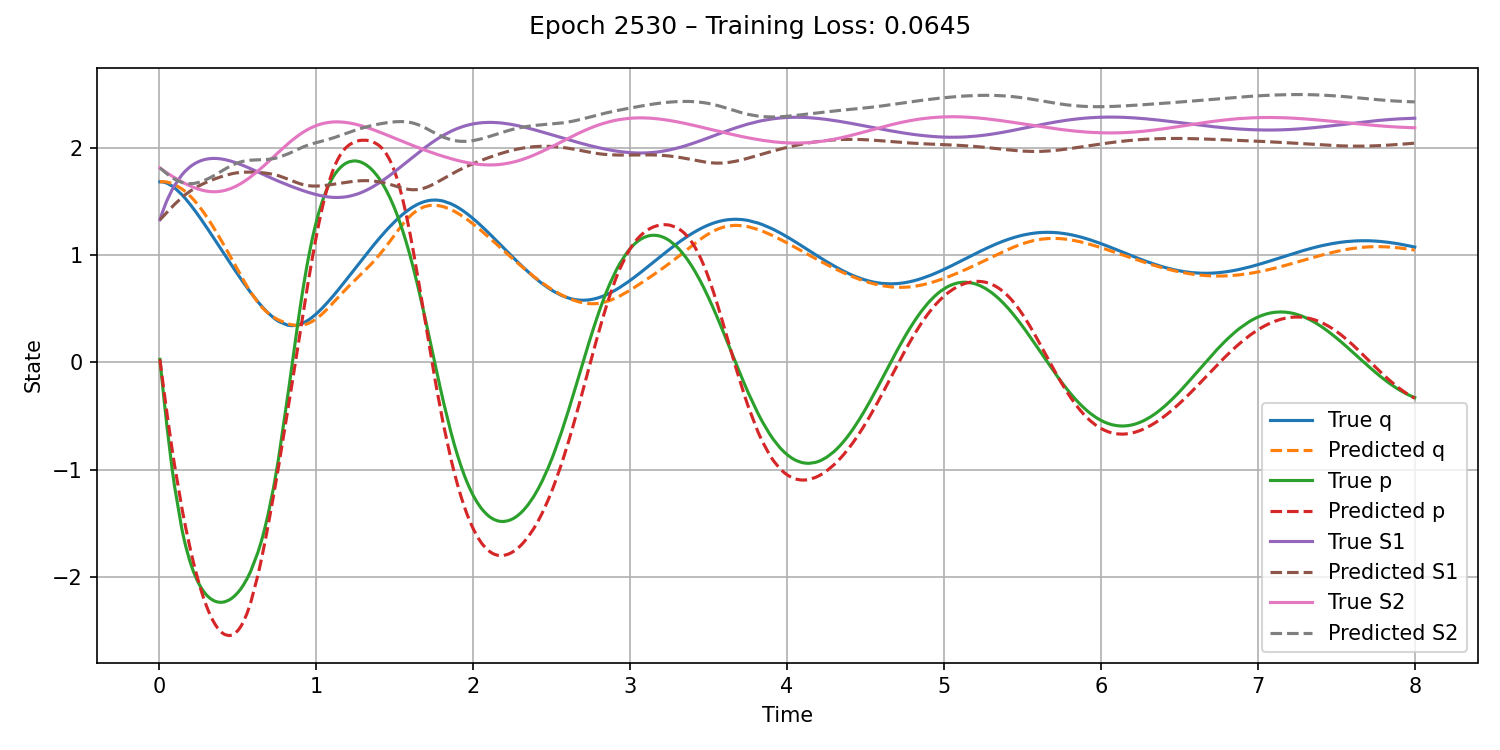 Epoch 2530 – Training Loss: 0.0645
State
2
1
0
−1
−2
True q
Predicted q
True p
Predicted p
True S1
Predicted S1
True S2
Predicted S2
0 1 2 3 4 5 6 7 8
Time